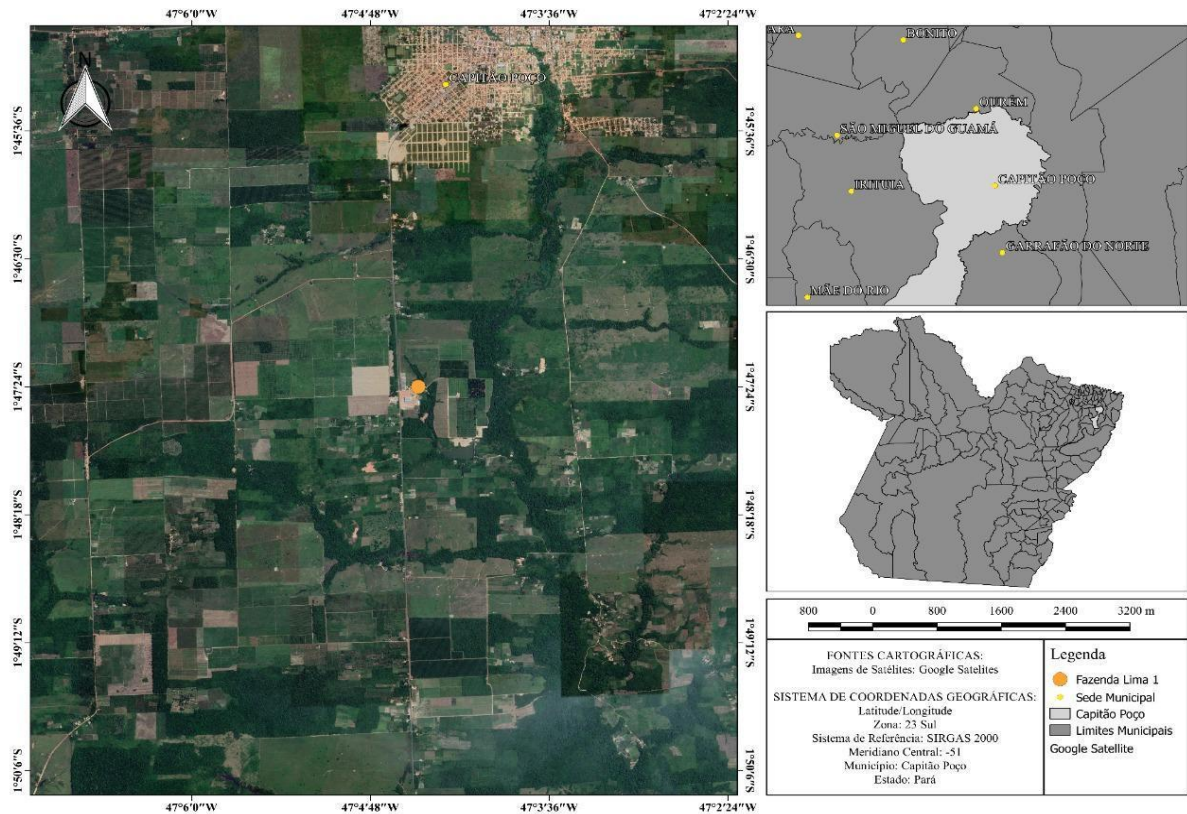 47°6'0"W 47°4'48"W 47°3'36"W 47°2'24"W
N
CAPITÃO POÇO
1°45'36"S 1°45'36"S
1°46'30"S 1°46'30"S
1°47'24"S 1°47'24"S
1°48'18"S 1°48'18"S
1°49'12"S 1°49'12"S
1°50'6"S 1°50'6"S
47°6'0"W 47°4'48"W 47°3'36"W 47°2'24"W
ARA
BONITO
OURÉM
SÃO MIGUEL DO GUAMÁ
CAPITÃO POÇO
IRITUIA
GARRAFÃO DO NORTE
MÃE DO RIO
800 0 800 1600 2400 3200 m
FONTES CARTOGRÁFICAS:
Imagens de Satélites: Google Satelites
SISTEMA DE COORDENADAS GEOGRÁFICAS:
Latitude/Longitude
Zona: 23 Sul
Sistema de Referência: SIRGAS 2000
Meridiano Central: -51
Município: Capitão Poço
Estado: Pará
Legenda
Fazenda Lima 1
Sede Municipal
Capitão Poço
Limites Municipais
Google Satellite